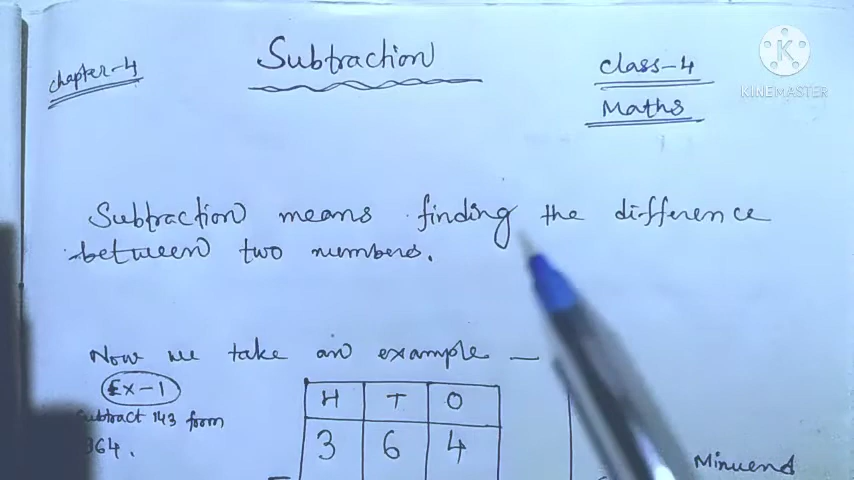 chapter-4
Subtraction
class-4
Maths
K
KINEMASTER
Subtraction means finding the difference
between two numbers.
Now we take an example —
Ex-1
Subtract 143 form
364.
H T O
3 6 4
-
Minuend